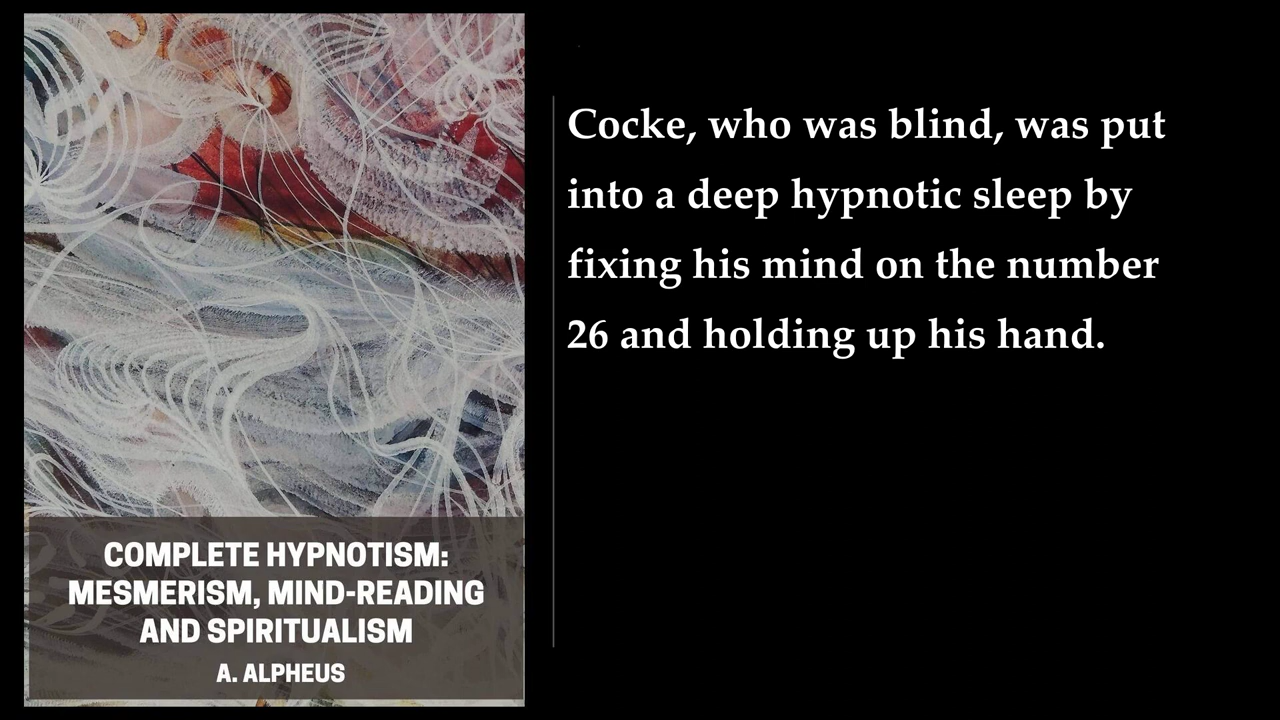 Cocke, who was blind, was put
into a deep hypnotic sleep by
fixing his mind on the number
26 and holding up his hand.
COMPLETE HYPNOTISM:
MESMERISM, MIND-READING
AND SPIRITUALISM
A. ALPHEUS